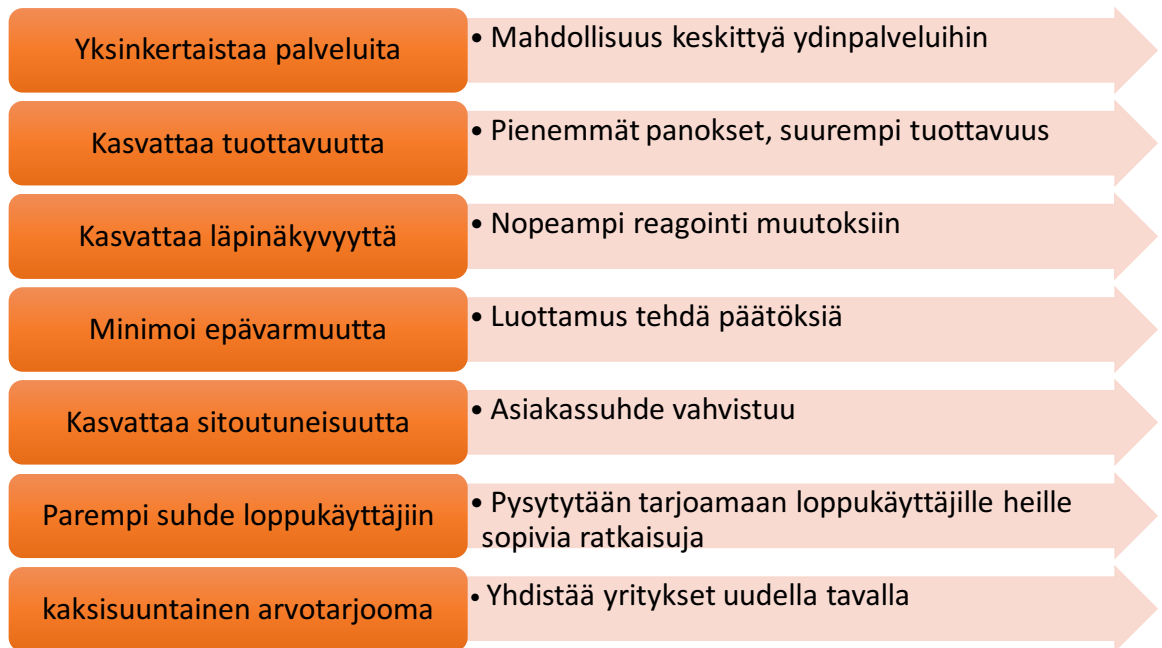 Yksinkertaistaa palveluita
• Mahdollisuus keskittyä ydinpalveluihin
Kasvattaa tuottavuutta
• Pienemmät panokset, suurempi tuottavuus
Kasvattaa läpinäkyvyyttä
• Nopeampi reagointi muutoksiin
Minimoi epävarmuutta
• Luottamus tehdä päätöksiä
Kasvattaa sitoutuneisuutta
• Asiakassuhde vahvistuu
Parempi suhde loppukäyttäjiin
• Pysytytään tarjoamaan loppukäyttäjille heille
sopivia ratkaisuja
kaksisuuntainen arvotarjooma
• Yhdistää yritykset uudella tavalla